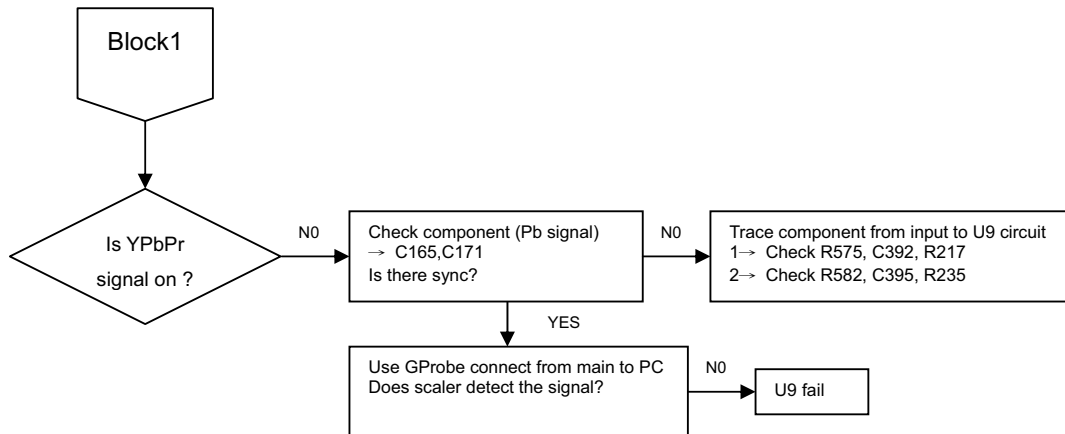 Block1
Is YPbPr
signal on ?
N0
Check component (Pb signal)
→ C165,C171
Is there sync?
N0
Trace component from input to U9 circuit
1→ Check R575, C392, R217
2→ Check R582, C395, R235
YES
Use GProbe connect from main to PC
Does scaler detect the signal?
N0
U9 fail